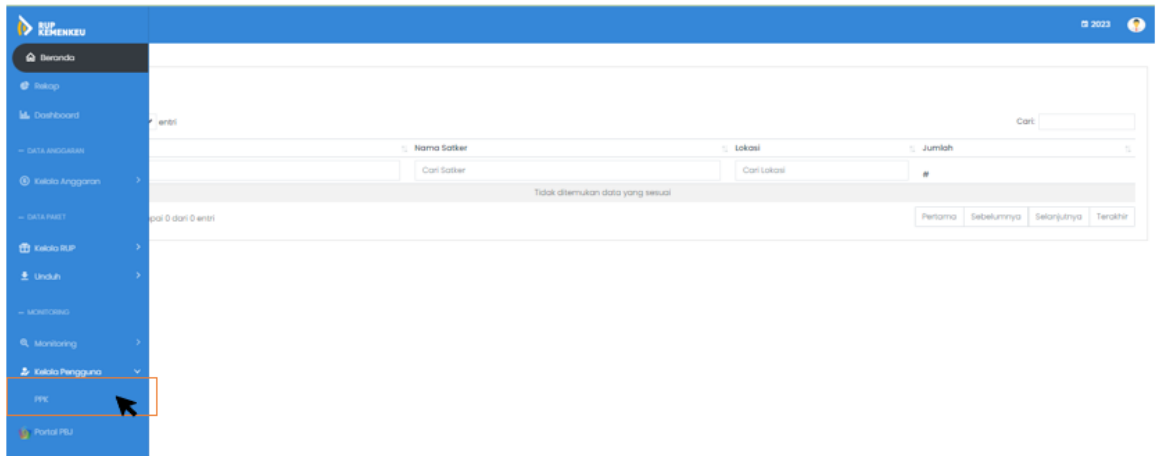 RUP
KEMENKEU
2023
Beranda
Rekap
Dashboard
entri
Cari:
— DATA ANGGARAN
Nama Satker
Lokasi
Jumlah
Kelola Anggaran
Cari Satker
Cari Lokasi
#
Tidak ditemukan data yang sesuai
— DATA PAKET
pai 0 dari 0 entri
Pertama
Sebelumnya
Selanjutnya
Terakhir
Kelola RUP
Unduh
— MONITORING
Monitoring
Kelola Pengguna
PPK
Portal PBJ